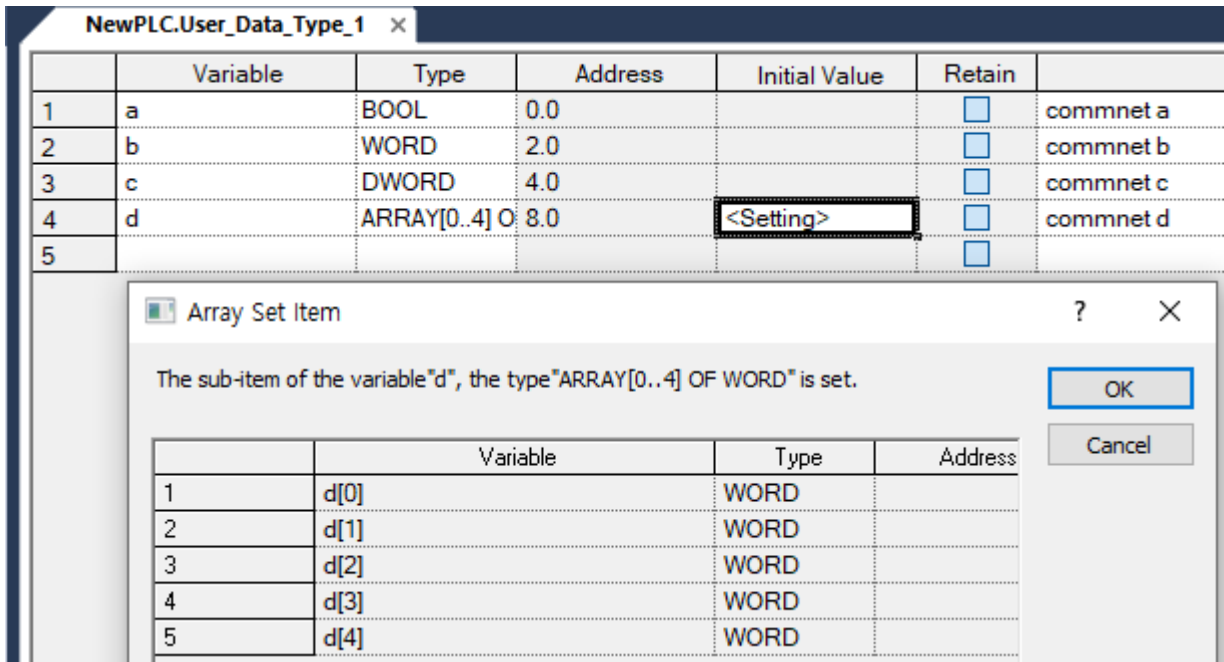 NewPLC.User_Data_Type_1 ×
Variable Type Address Initial Value Retain
1 a BOOL 0.0 commnet a
2 b WORD 2.0 commnet b
3 c DWORD 4.0 commnet c
4 d ARRAY[0..4] O 8.0 <Setting> commnet d
5
Array Set Item ? ×
The sub-item of the variable"d", the type"ARRAY[0..4] OF WORD" is set.
OK
Cancel
Variable Type Address
1 d[0] WORD
2 d[1] WORD
3 d[2] WORD
4 d[3] WORD
5 d[4] WORD